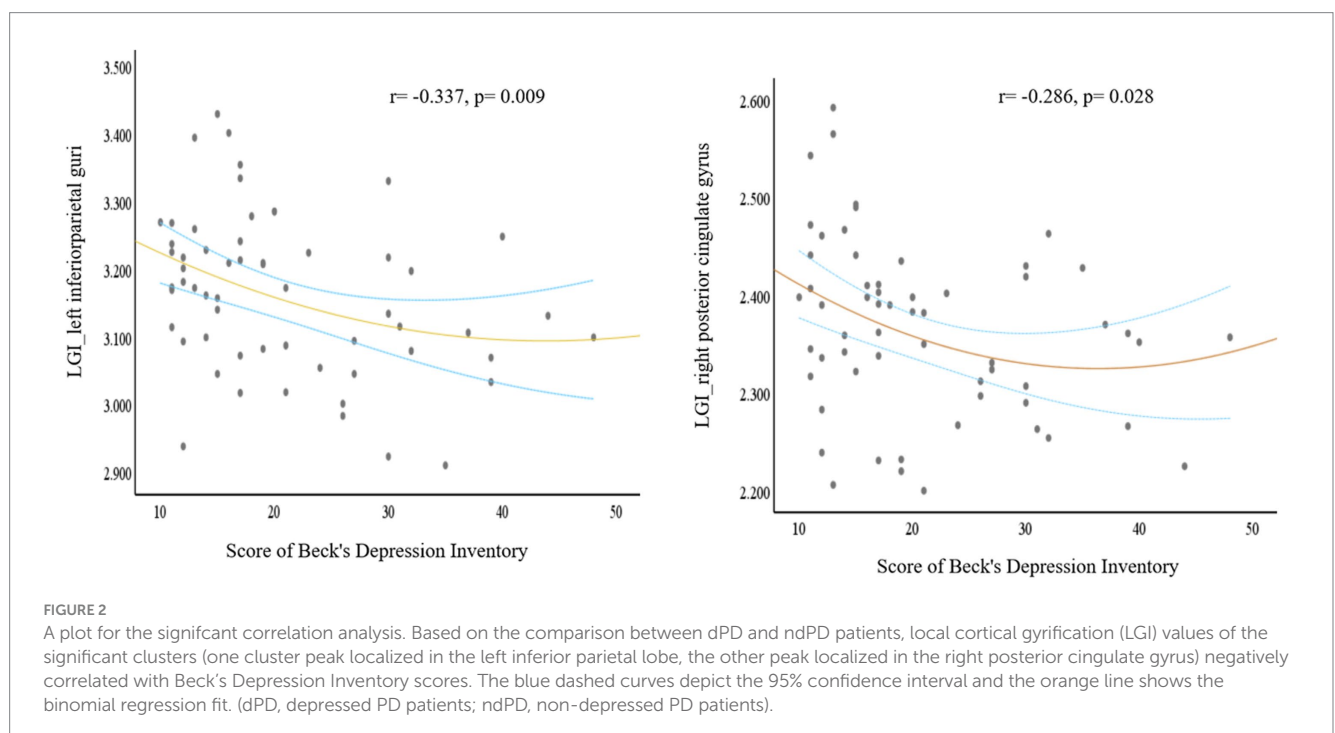 3.500
3.400
3.300
3.200
3.100
3.000
2.900
LGI_left inferiorparietal guri
r= -0.337, p= 0.009
10 20 30 40 50
Score of Beck's Depression Inventory
2.600
2.500
2.400
2.300
2.200
LGI_right posterior cingulate gyrus
r= -0.286, p= 0.028
10 20 30 40 50
Score of Beck's Depression Inventory
FIGURE 2
A plot for the signifcant correlation analysis. Based on the comparison between dPD and ndPD patients, local cortical gyrification (LGI) values of the
significant clusters (one cluster peak localized in the left inferior parietal lobe, the other peak localized in the right posterior cingulate gyrus) negatively
correlated with Beck’s Depression Inventory scores. The blue dashed curves depict the 95% confidence interval and the orange line shows the
binomial regression fit. (dPD, depressed PD patients; ndPD, non-depressed PD patients).